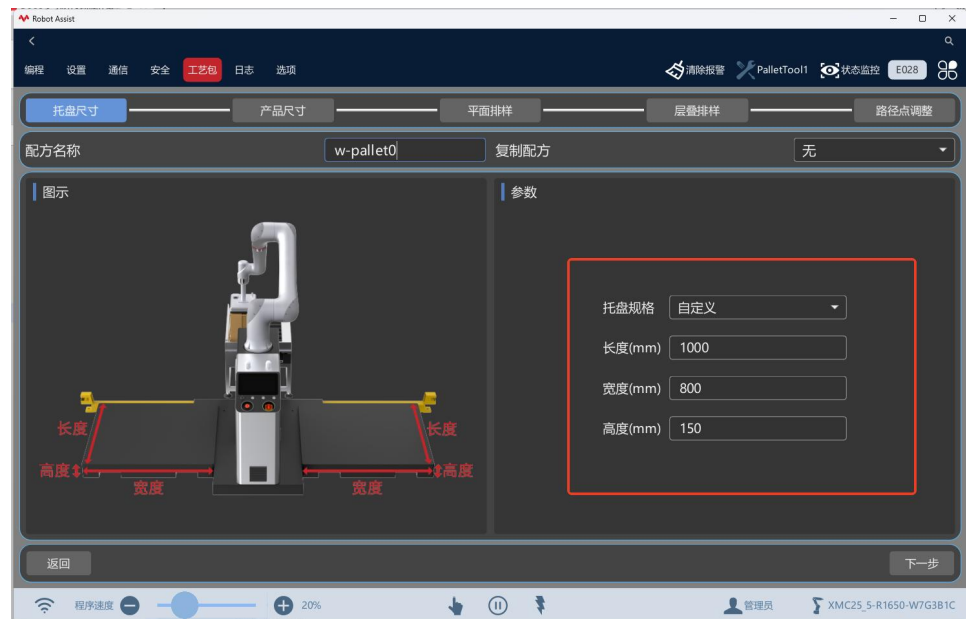 Robot Assist
编程 设置 通信 安全 工艺包 日志 选项 清除报警 PalletTool1 状态监控 E028
托盘尺寸 产品尺寸 平面排样 层叠排样 路径点调整
配方名称 w-pallet0 复制配方 无
图示 参数
托盘规格 自定义
长度(mm) 1000
宽度(mm) 800
高度(mm) 150
长度 长度
高度 高度
宽度 宽度
返回 下一步
程序速度 20% 管理员 XMC25_5-R1650-W7G3B1C